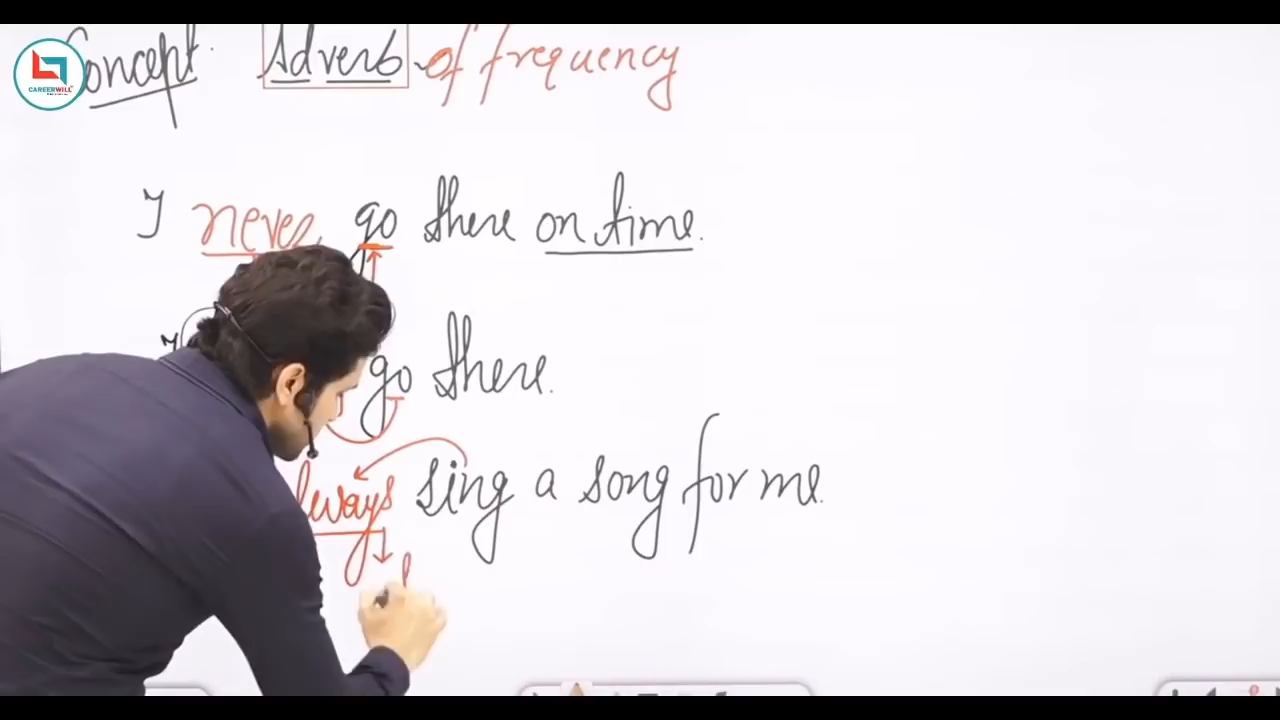 CAREERWILL
Concept. Adverb - of frequency
I never go there on time.
go there.
always sing a song for me.